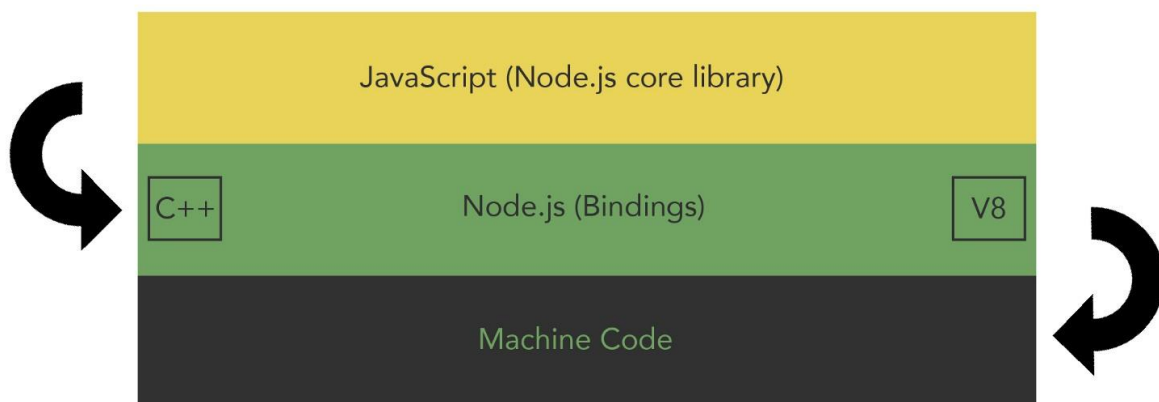 JavaScript (Node.js core library)
C++ Node.js (Bindings) V8
Machine Code